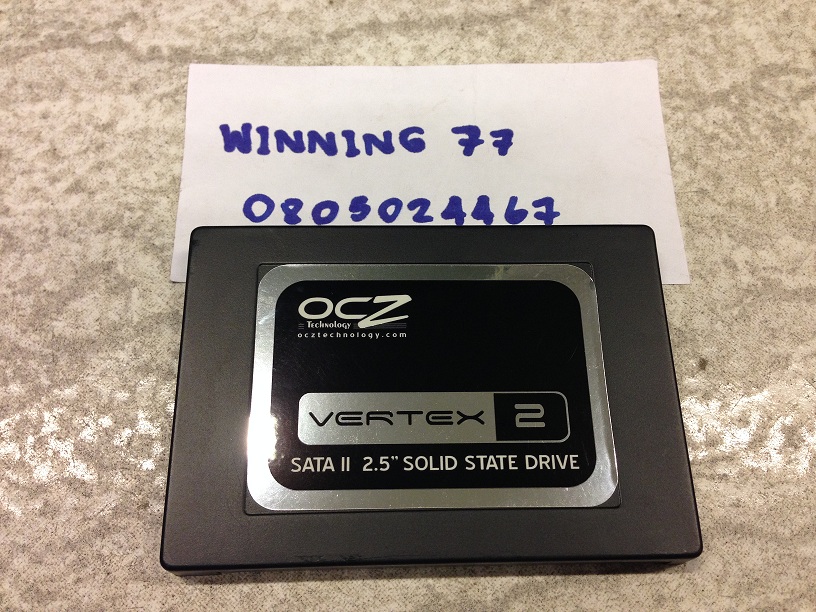 WINNING 77
0805024467
OCZ
Technology
ocztechnology.com
VERTEX 2
SATA II 2.5" SOLID STATE DRIVE